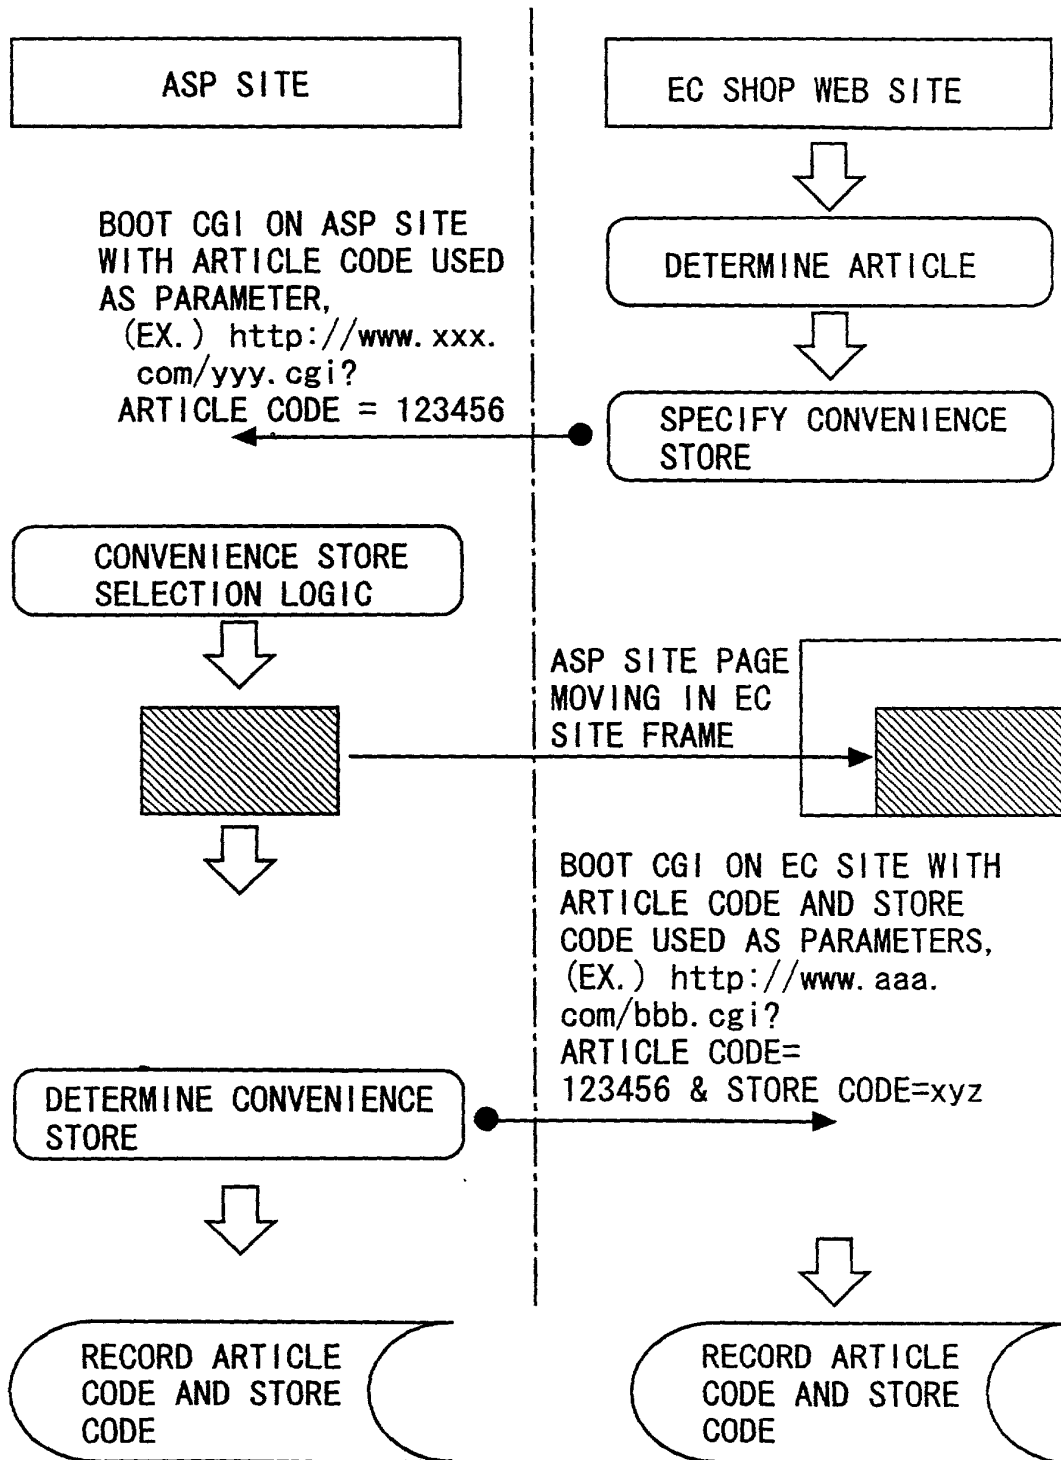 ASP SITE
EC SHOP WEB SITE
BOOT CGI ON ASP SITE
WITH ARTICLE CODE USED
AS PARAMETER,
(EX.) http://www.xxx.
com/yyy.cgi?
ARTICLE CODE = 123456
DETERMINE ARTICLE
SPECIFY CONVENIENCE
STORE
CONVENIENCE STORE
SELECTION LOGIC
ASP SITE PAGE
MOVING IN EC
SITE FRAME
BOOT CGI ON EC SITE WITH
ARTICLE CODE AND STORE
CODE USED AS PARAMETERS,
(EX.) http://www.aaa.
com/bbb.cgi?
ARTICLE CODE=
123456 & STORE CODE=xyz
DETERMINE CONVENIENCE
STORE
RECORD ARTICLE
CODE AND STORE
CODE
RECORD ARTICLE
CODE AND STORE
CODE